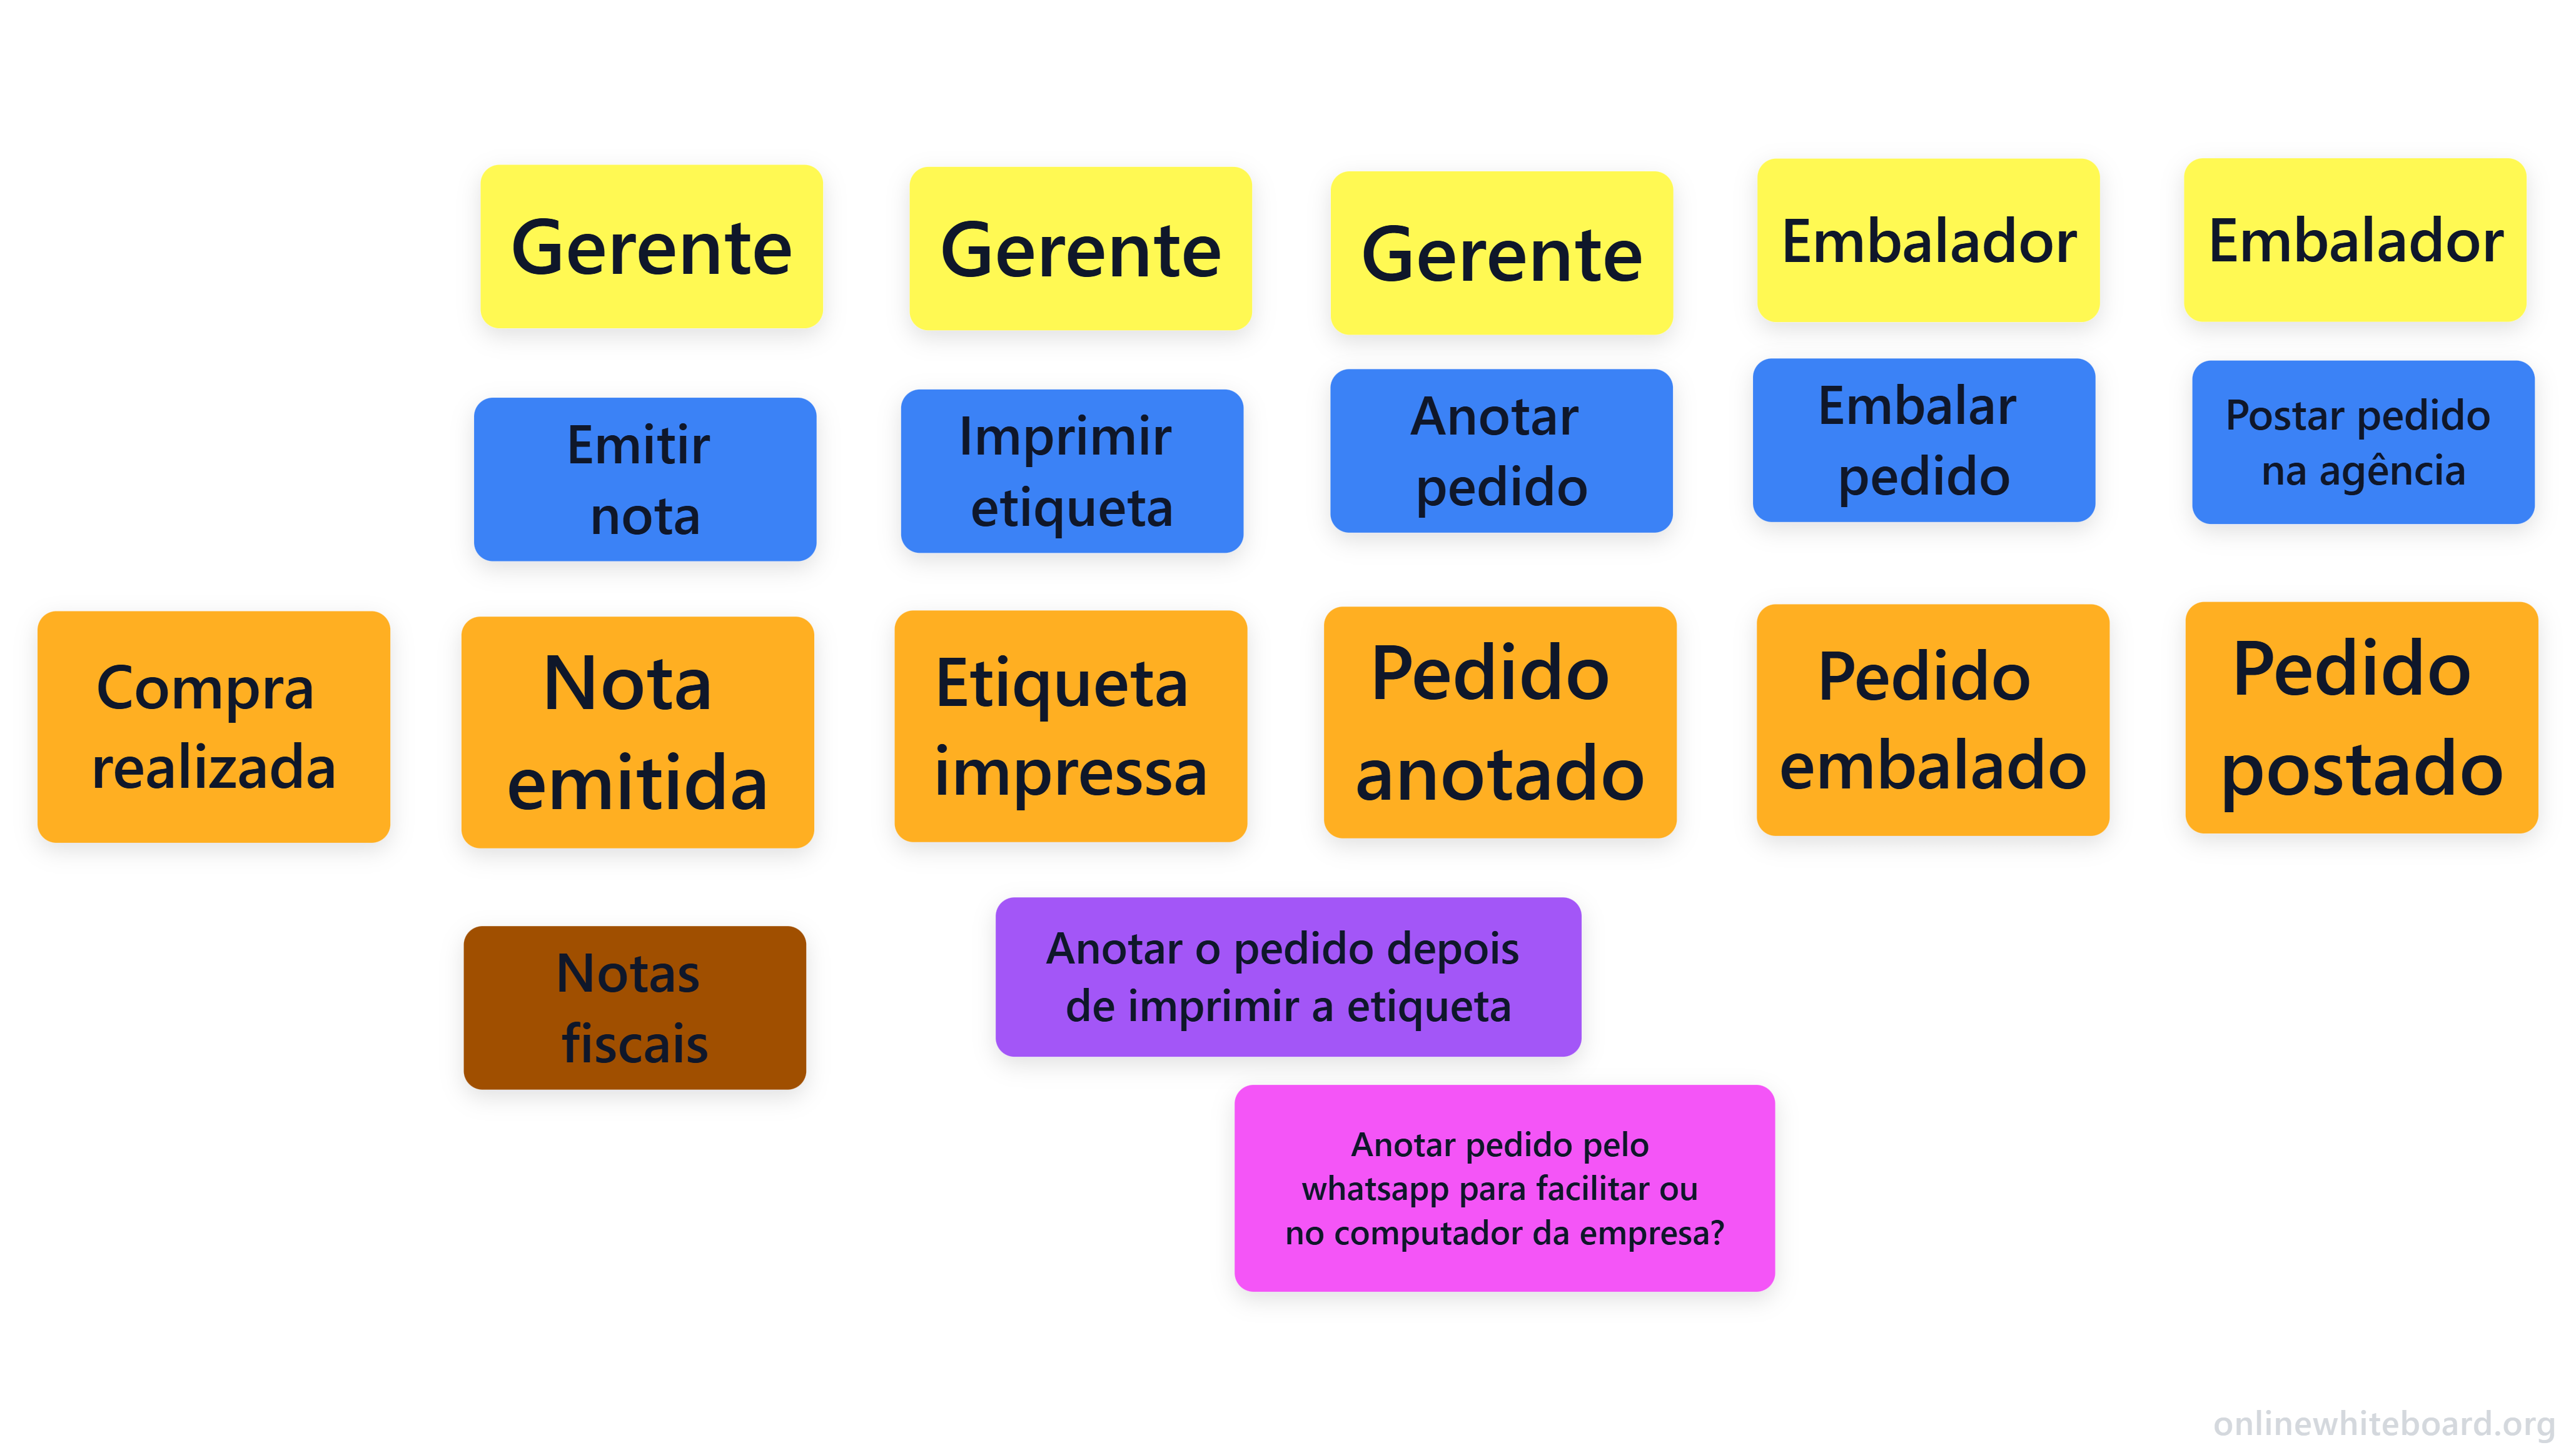 Gerente
Gerente
Gerente
Embalador
Embalador
Emitir
nota
Imprimir
etiqueta
Anotar
pedido
Embalar
pedido
Postar pedido
na agência
Compra
realizada
Nota
emitida
Etiqueta
impressa
Pedido
anotado
Pedido
embalado
Pedido
postado
Notas
fiscais
Anotar o pedido depois
de imprimir a etiqueta
Anotar pedido pelo
whatsapp para facilitar ou
no computador da empresa?
onlinewhiteboard.org